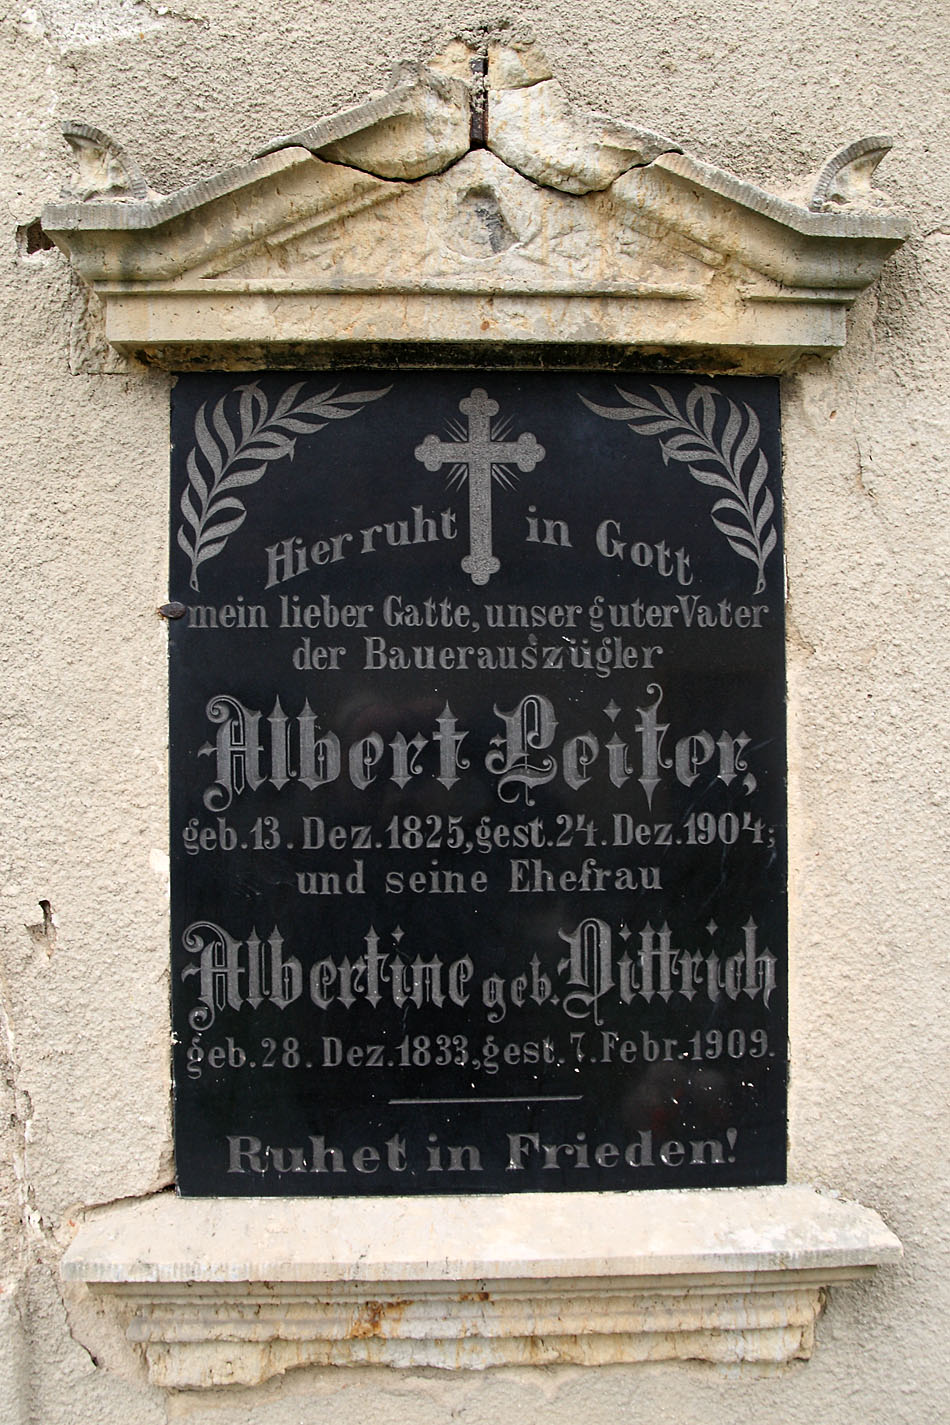 Hier ruht in Gott
mein lieber Gatte, unser guter Vater
der Bauerauszügler
Albert Leiter,
geb. 13. Dez. 1825, gest. 24. Dez. 1904;
und seine Ehefrau
Albertine geb. Dittrich
geb. 28. Dez. 1833, gest. 7. Febr. 1909.
Ruhet in Frieden!